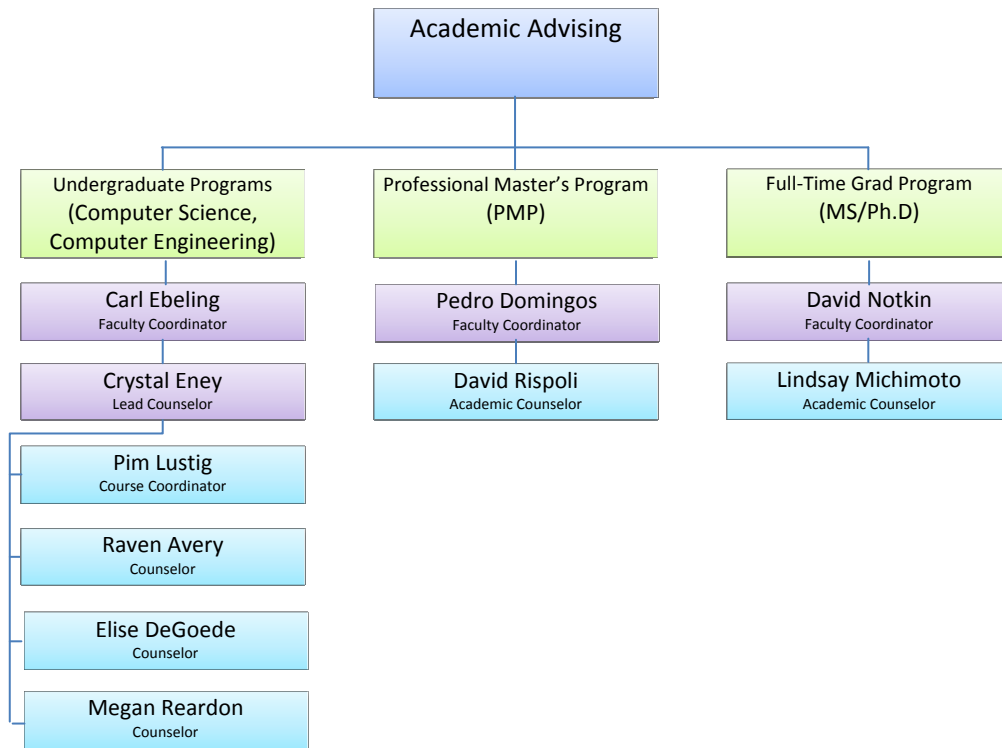 Academic Advising
Undergraduate Programs
(Computer Science,
Computer Engineering)
Professional Master’s Program
(PMP)
Full-Time Grad Program
(MS/Ph.D)
Carl Ebeling
Faculty Coordinator
Pedro Domingos
Faculty Coordinator
David Notkin
Faculty Coordinator
Crystal Eney
Lead Counselor
David Rispoli
Academic Counselor
Lindsay Michimoto
Academic Counselor
Pim Lustig
Course Coordinator
Raven Avery
Counselor
Elise DeGoede
Counselor
Megan Reardon
Counselor